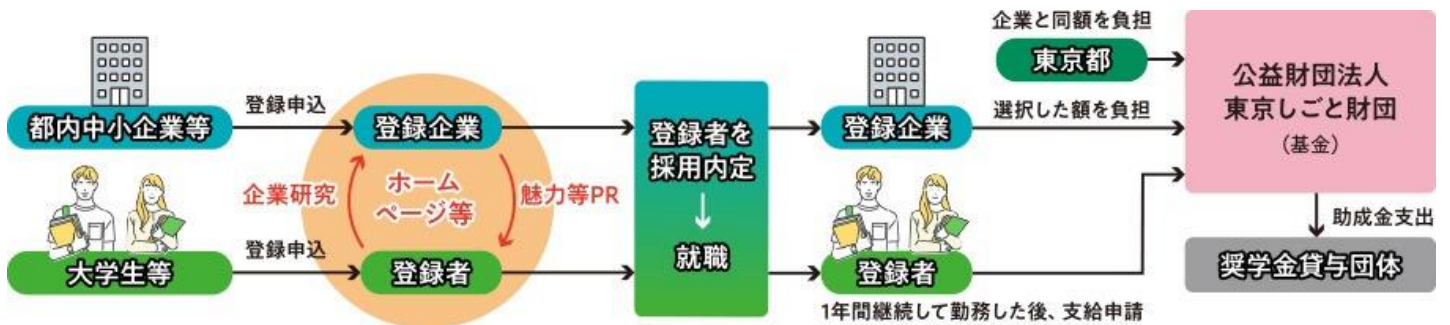 企業と同額を負担
東京都
公益財団法人
東京しごと財団
(基金)
都内中小企業等
登録申込
登録企業
登録者を
採用内定
↓
就職
登録企業
選択した額を負担
企業研究
ホーム
ページ等
魅力等PR
大学生等
登録申込
登録者
登録者
1年間継続して勤務した後、支給申請
助成金支出
奨学金貸与団体